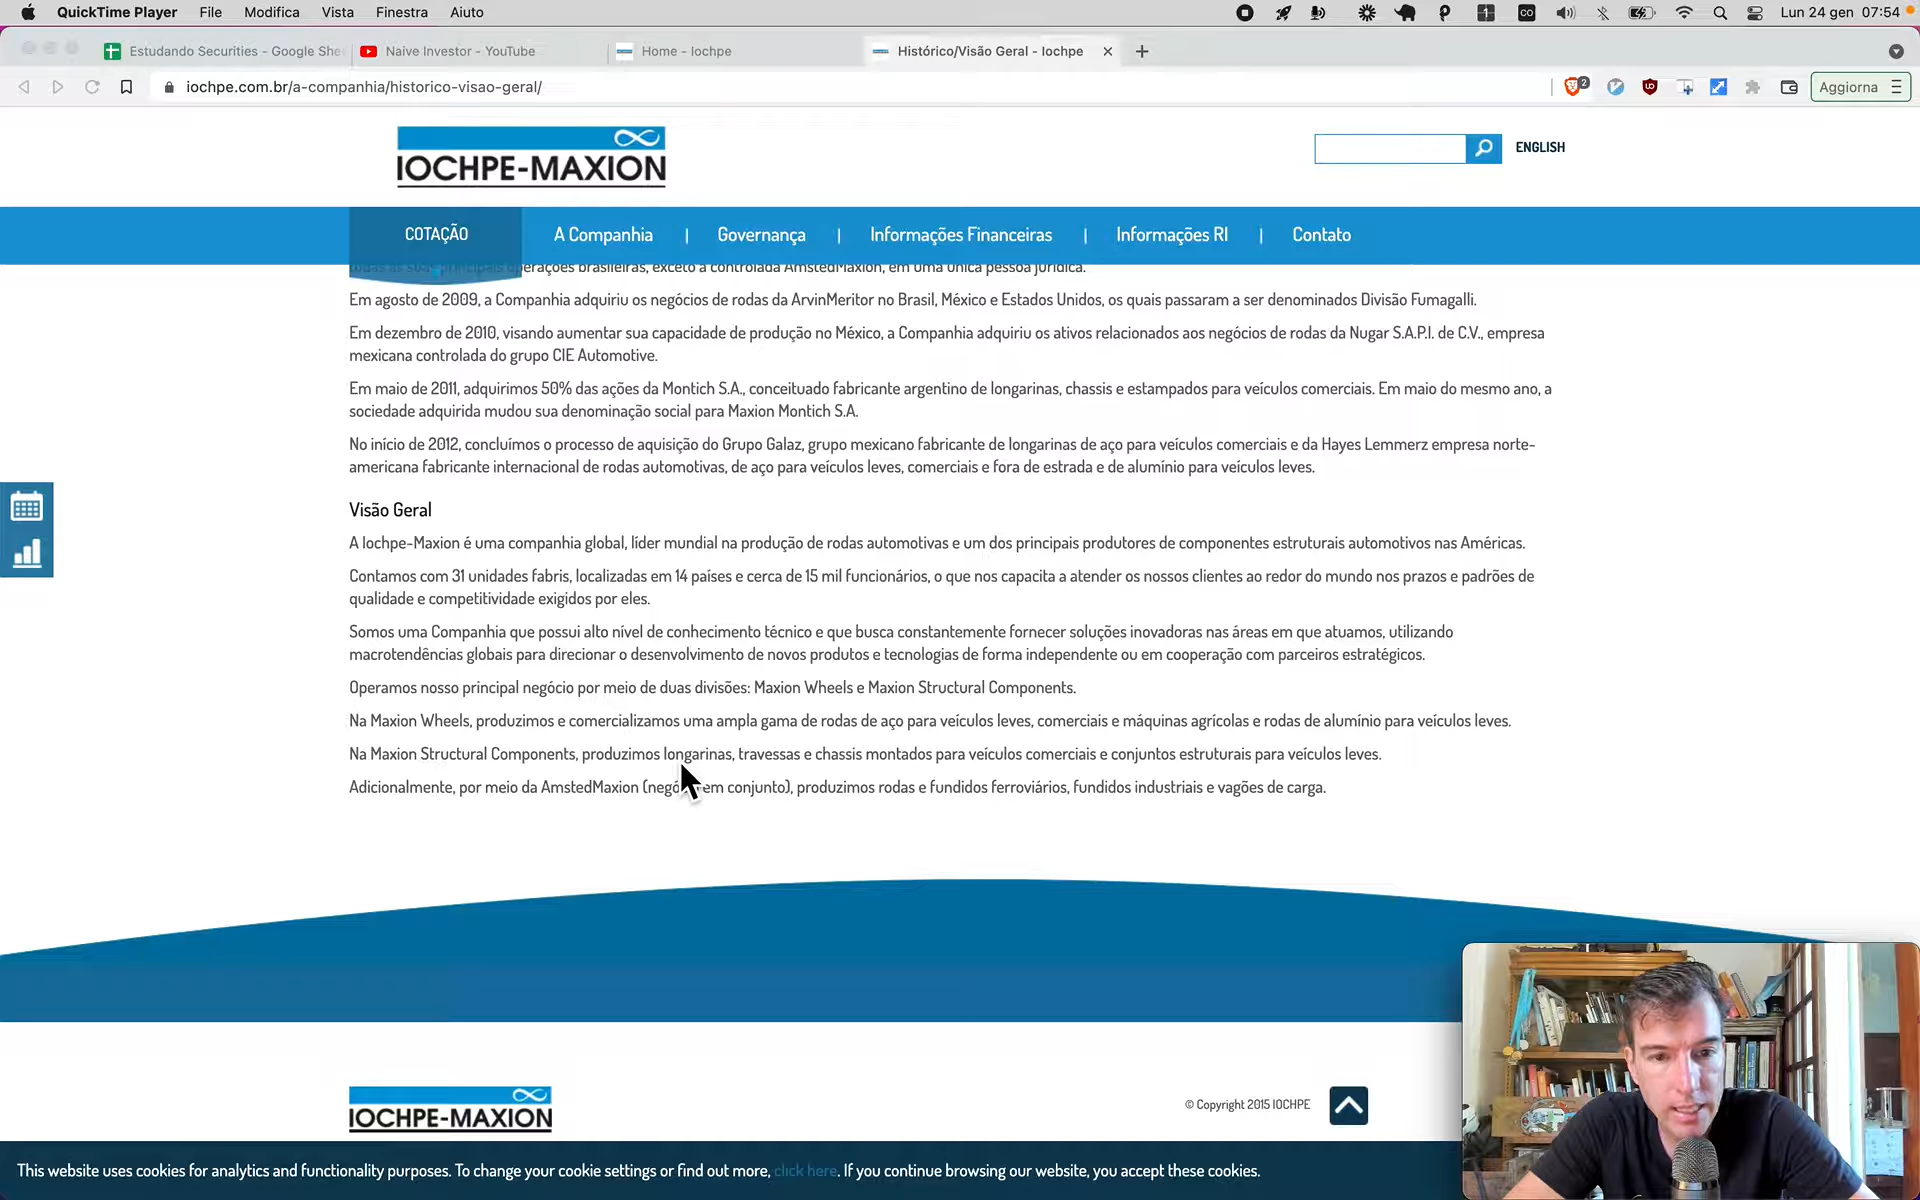 QuickTime Player File Modifica Vista Finestra Aiuto
1
CO
Lun 24 gen 07:54
Estudando Securities - Google She
Naive Investor - YouTube
Home - Iochpe
Histórico/Visão Geral - Iochpe
iochpe.com.br/a-companhia/historico-visao-geral/
2
Aggiorna
IOCHPE-MAXION
ENGLISH
COTAÇÃO
A Companhia | Governança | Informações Financeiras | Informações RI | Contato
todas as suas principais operações brasileiras, exceto a controlada AmstedMaxion, em uma única pessoa jurídica.
Em agosto de 2009, a Companhia adquiriu os negócios de rodas da ArvinMeritor no Brasil, México e Estados Unidos, os quais passaram a ser denominados Divisão Fumagalli.
Em dezembro de 2010, visando aumentar sua capacidade de produção no México, a Companhia adquiriu os ativos relacionados aos negócios de rodas da Nugar S.A.P.I. de C.V., empresa
mexicana controlada do grupo CIE Automotive.
Em maio de 2011, adquirimos 50% das ações da Montich S.A., conceituado fabricante argentino de longarinas, chassis e estampados para veículos comerciais. Em maio do mesmo ano, a
sociedade adquirida mudou sua denominação social para Maxion Montich S.A.
No início de 2012, concluímos o processo de aquisição do Grupo Galaz, grupo mexicano fabricante de longarinas de aço para veículos comerciais e da Hayes Lemmerz empresa norte-
americana fabricante internacional de rodas automotivas, de aço para veículos leves, comerciais e fora de estrada e de alumínio para veículos leves.
Visão Geral
A Iochpe-Maxion é uma companhia global, líder mundial na produção de rodas automotivas e um dos principais produtores de componentes estruturais automotivos nas Américas.
Contamos com 31 unidades fabris, localizadas em 14 países e cerca de 15 mil funcionários, o que nos capacita a atender os nossos clientes ao redor do mundo nos prazos e padrões de
qualidade e competitividade exigidos por eles.
Somos uma Companhia que possui alto nível de conhecimento técnico e que busca constantemente fornecer soluções inovadoras nas áreas em que atuamos, utilizando
macrotendências globais para direcionar o desenvolvimento de novos produtos e tecnologias de forma independente ou em cooperação com parceiros estratégicos.
Operamos nosso principal negócio por meio de duas divisões: Maxion Wheels e Maxion Structural Components.
Na Maxion Wheels, produzimos e comercializamos uma ampla gama de rodas de aço para veículos leves, comerciais e máquinas agrícolas e rodas de alumínio para veículos leves.
Na Maxion Structural Components, produzimos longarinas, travessas e chassis montados para veículos comerciais e conjuntos estruturais para veículos leves.
Adicionalmente, por meio da AmstedMaxion (negó em conjunto), produzimos rodas e fundidos ferroviários, fundidos industriais e vagões de carga.
IOCHPE-MAXION
© Copyright 2015 IOCHPE
This website uses cookies for analytics and functionality purposes. To change your cookie settings or find out more, click here. If you continue browsing our website, you accept these cookies.